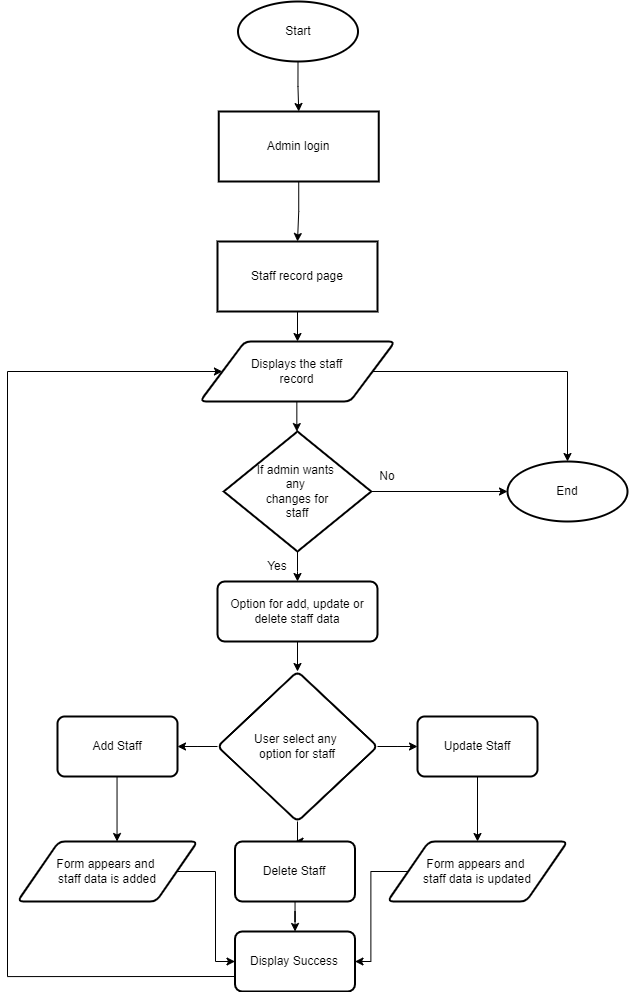 Start
Admin login
Staff record page
Displays the staff
record
If admin wants
any
changes for
staff
No
End
Yes
Option for add, update or
delete staff data
User select any
option for staff
Add Staff
Update Staff
Form appears and
staff data is added
Delete Staff
Form appears and
staff data is updated
Display Success